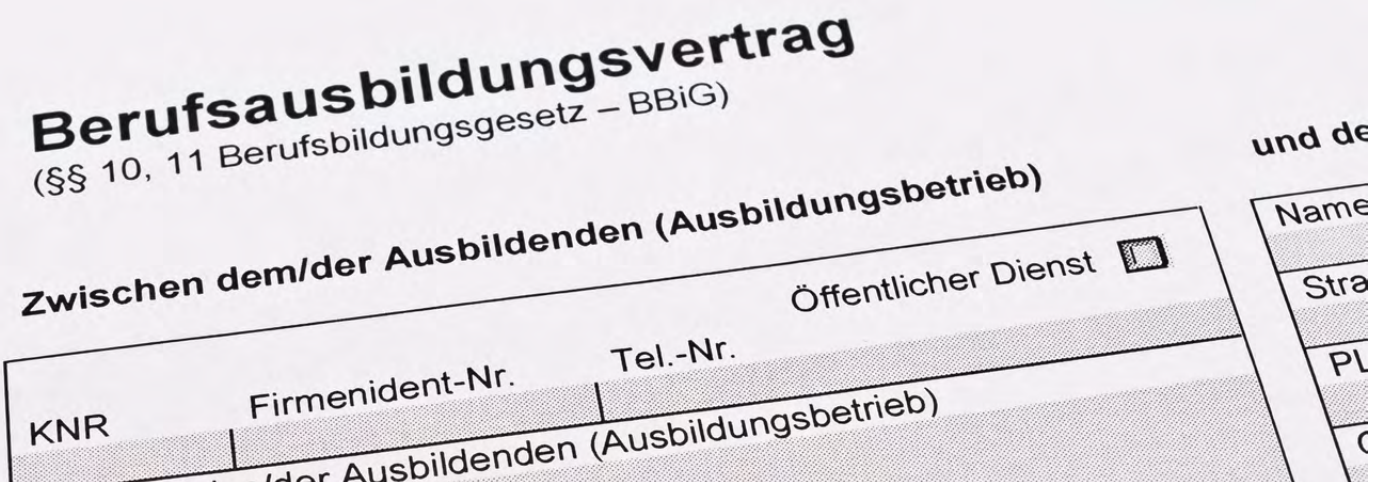 Berufsausbildungsvertrag
(§§ 10, 11 Berufsbildungsgesetz – BBiG)
Zwischen dem/der Ausbildenden (Ausbildungsbetrieb)
Öffentlicher Dienst
KNR Firmenident-Nr. Tel.-Nr.
/der Ausbildenden (Ausbildungsbetrieb)
und de
Name
Stra
PL